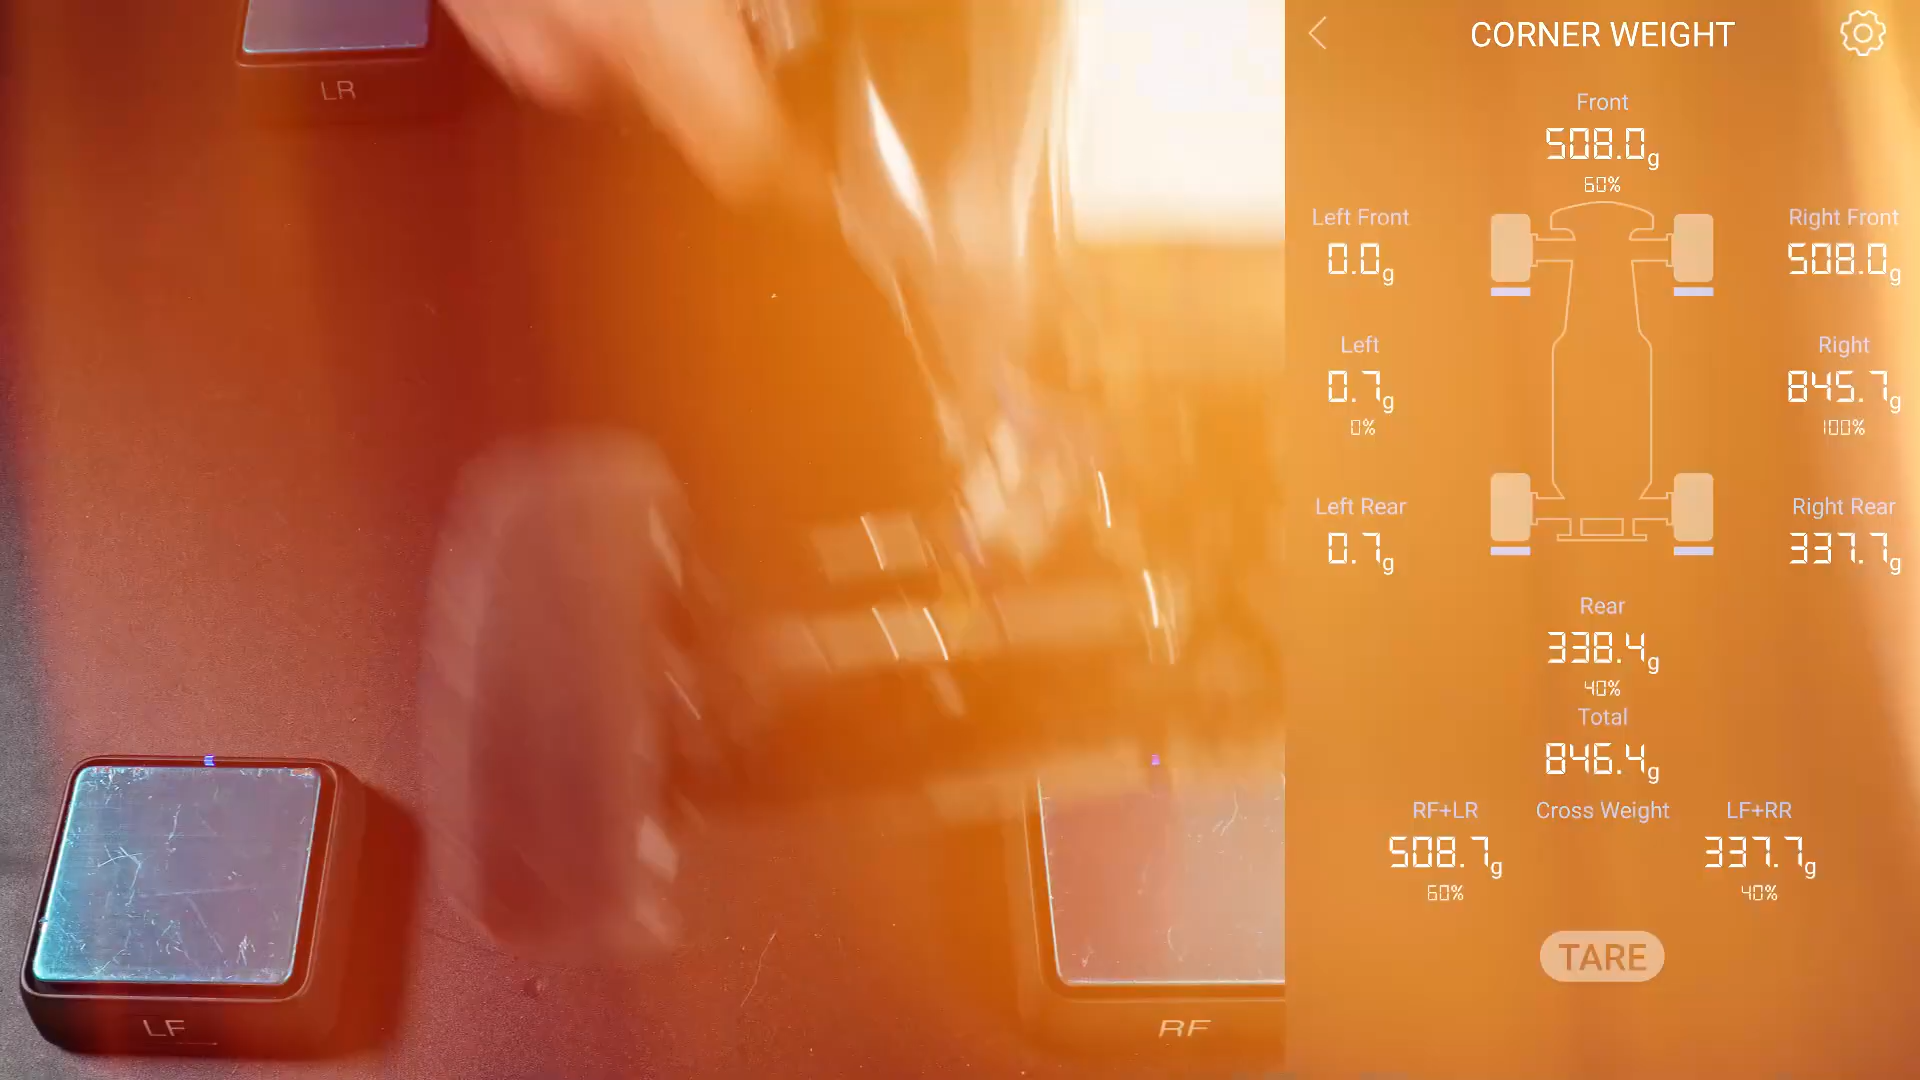 LR
LF
RF
CORNER WEIGHT
Front
508.0g
60%
Left Front
0.0g
Right Front
508.0g
Left
0.7g
0%
Right
845.7g
100%
Left Rear
0.7g
Right Rear
337.7g
Rear
338.4g
40%
Total
846.4g
RF+LR
508.7g
60%
Cross Weight
LF+RR
337.7g
40%
TARE